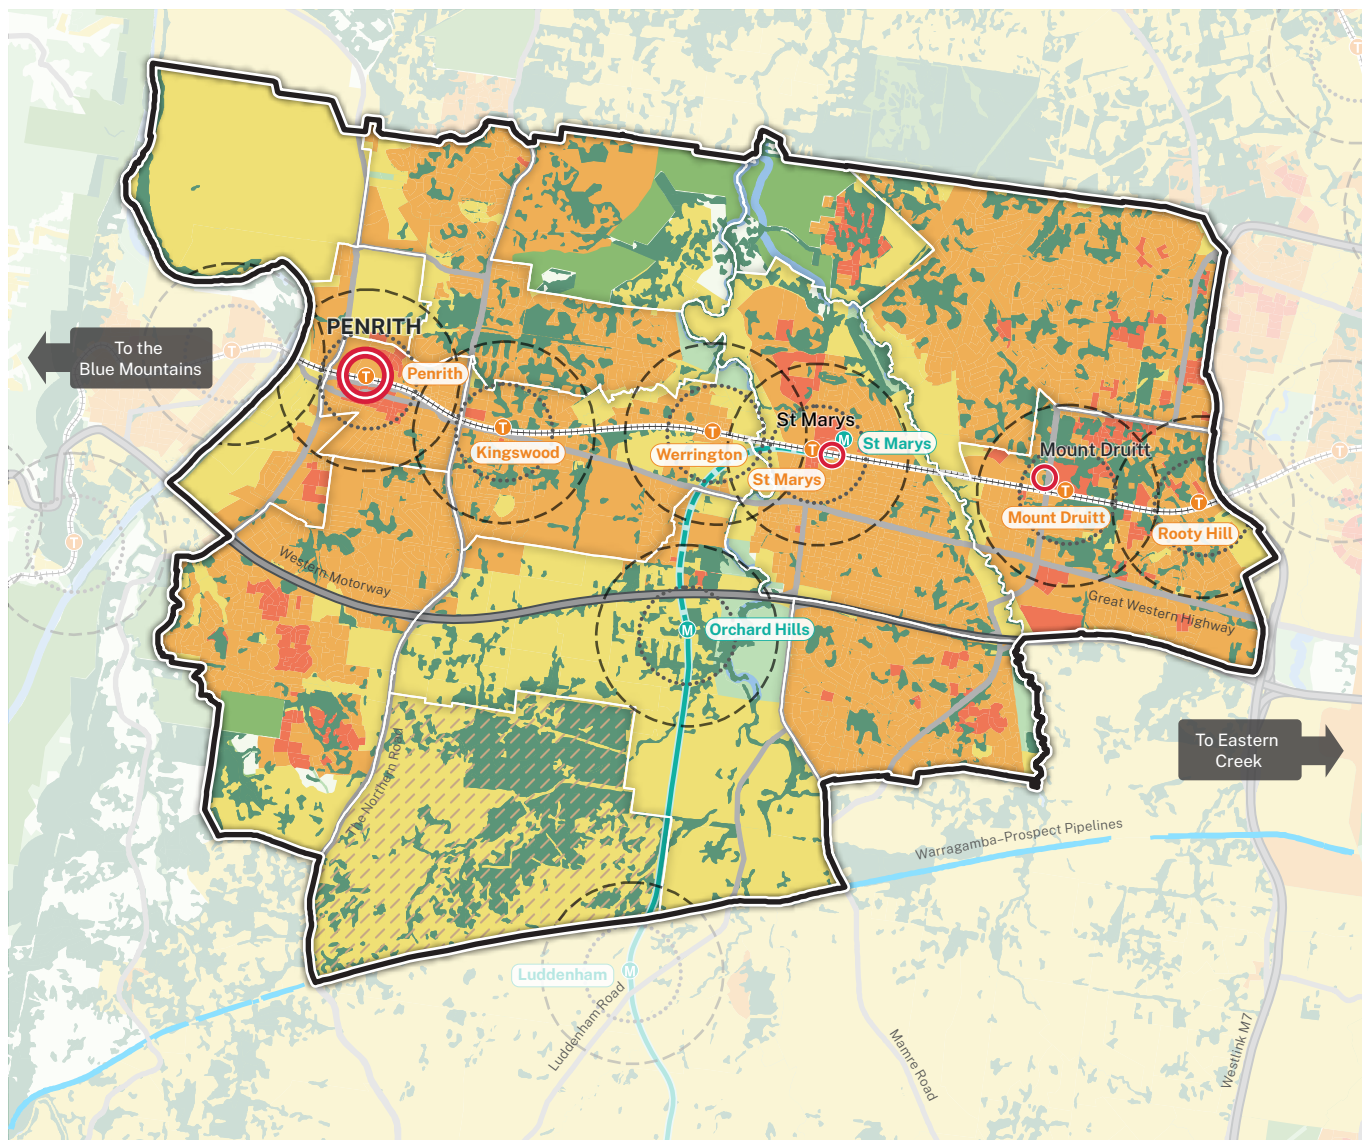 PENRITH
To the
Blue Mountains
T
T
Penrith
T
Kingswood
T
Werrington
St Marys
M
St Marys
T
St Marys
Mount Druitt
T
Mount Druitt
T
Rooty Hill
T
T
T
Western Motorway
Great Western Highway
M
Orchard Hills
The Northern Road
To Eastern
Creek
Warragamba–Prospect Pipelines
Luddenham
M
Luddenham Road
Mamre Road
Westlink M7